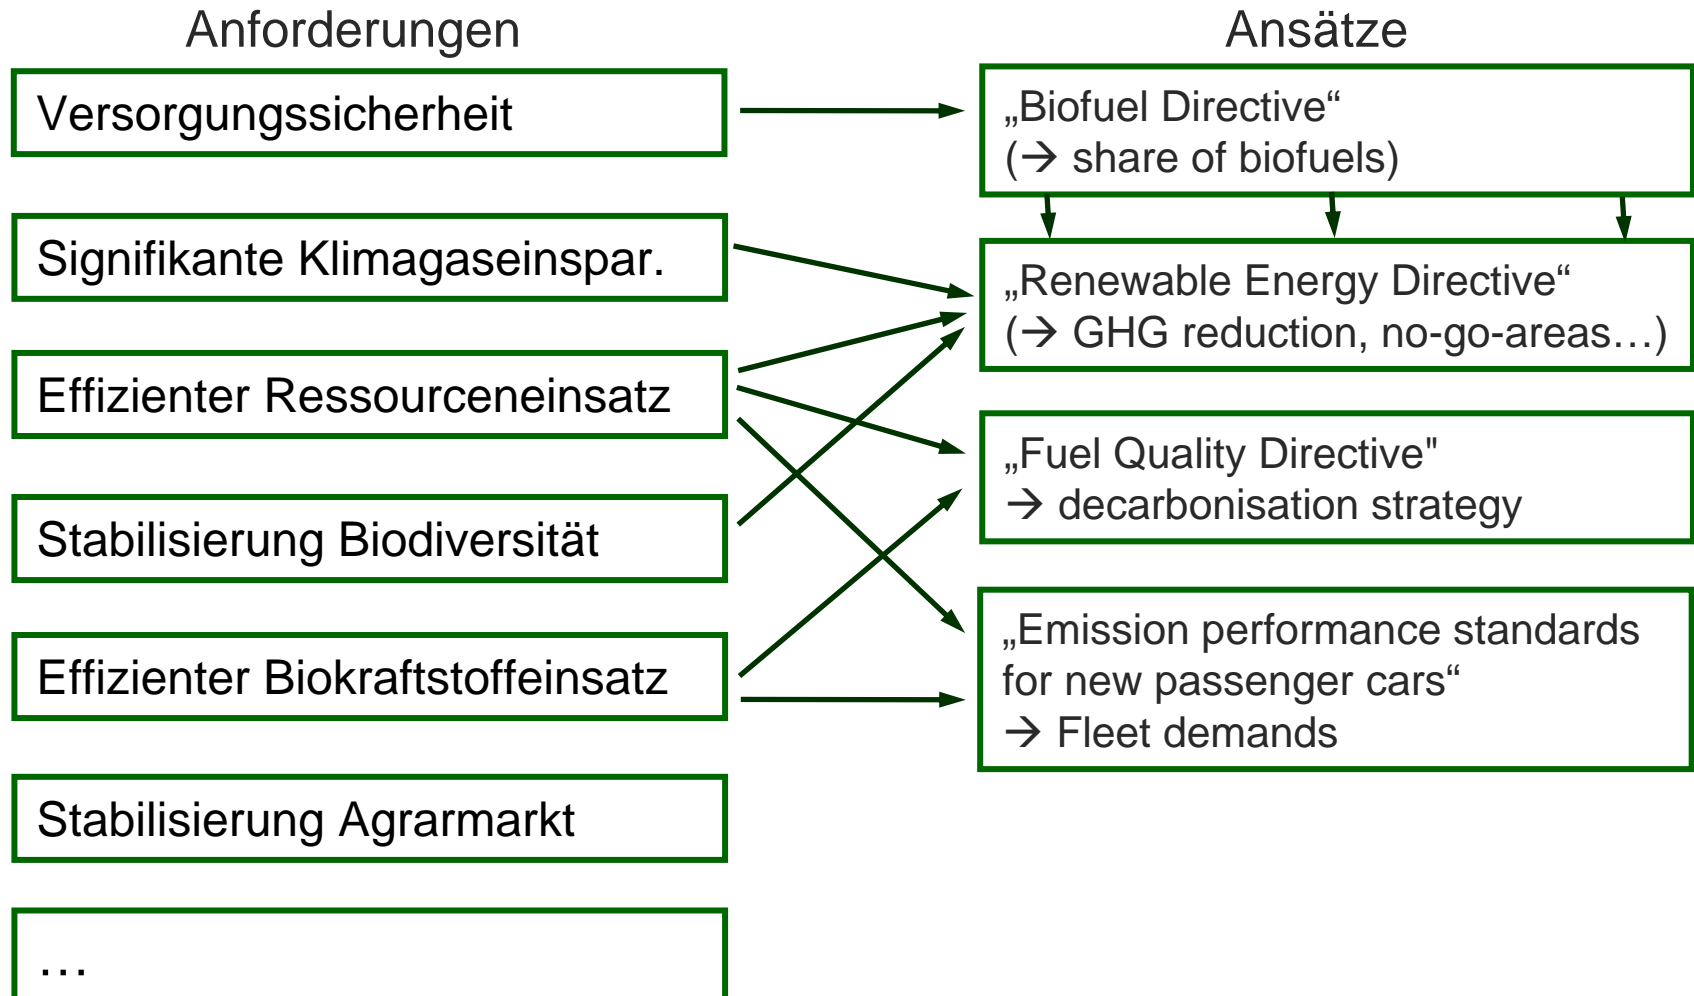 Anforderungen
Versorgungssicherheit
Signifikante Klimagaseinspar.
Effizienter Ressourceneinsatz
Stabilisierung Biodiversität
Effizienter Biokraftstoffeinsatz
Stabilisierung Agrarmarkt
…
Ansätze
„Biofuel Directive“
(→ share of biofuels)
„Renewable Energy Directive“
(→ GHG reduction, no-go-areas…)
„Fuel Quality Directive"
→ decarbonisation strategy
„Emission performance standards
for new passenger cars“
→ Fleet demands